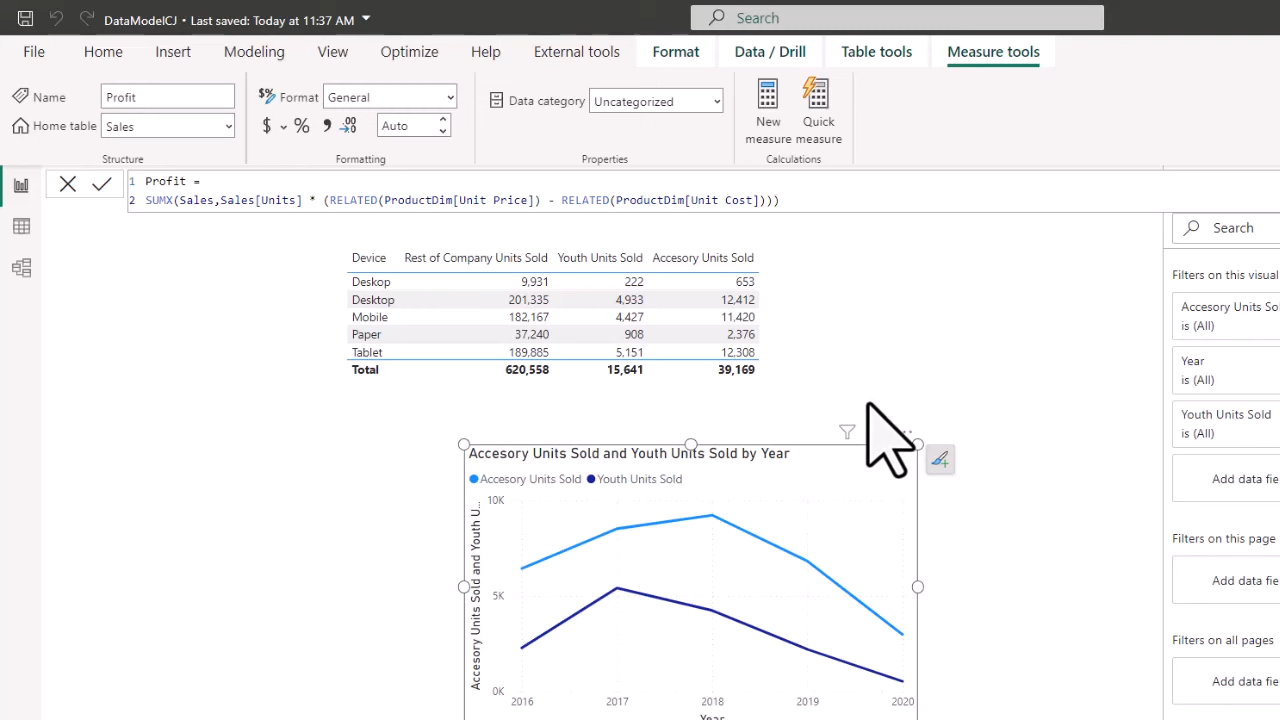 DataModelCJ • Last saved: Today at 11:37 AM
Search
File Home Insert Modeling View Optimize Help External tools Format Data / Drill Table tools Measure tools
Name Profit
Home table Sales
Structure
Format General
$ % , .00 Auto
Formatting
Data category Uncategorized
Properties
New measure
Quick measure
Calculations
1 Profit =
2 SUMX(Sales,Sales[Units] * (RELATED(ProductDim[Unit Price]) - RELATED(ProductDim[Unit Cost])))
Device Rest of Company Units Sold Youth Units Sold Accesory Units Sold
Deskop 9,931 222 653
Desktop 201,335 4,933 12,412
Mobile 182,167 4,427 11,420
Paper 37,240 908 2,376
Tablet 189,885 5,151 12,308
Total 620,558 15,641 39,169
Accesory Units Sold and Youth Units Sold by Year
Accesory Units Sold Youth Units Sold
Accesory Units Sold and Youth U...
10K
5K
0K
2016 2017 2018 2019 2020
Year
Search
Filters on this visual
Accesory Units So
is (All)
Year
is (All)
Youth Units Sold
is (All)
Add data fie
Filters on this page
Add data fie
Filters on all pages
Add data fie